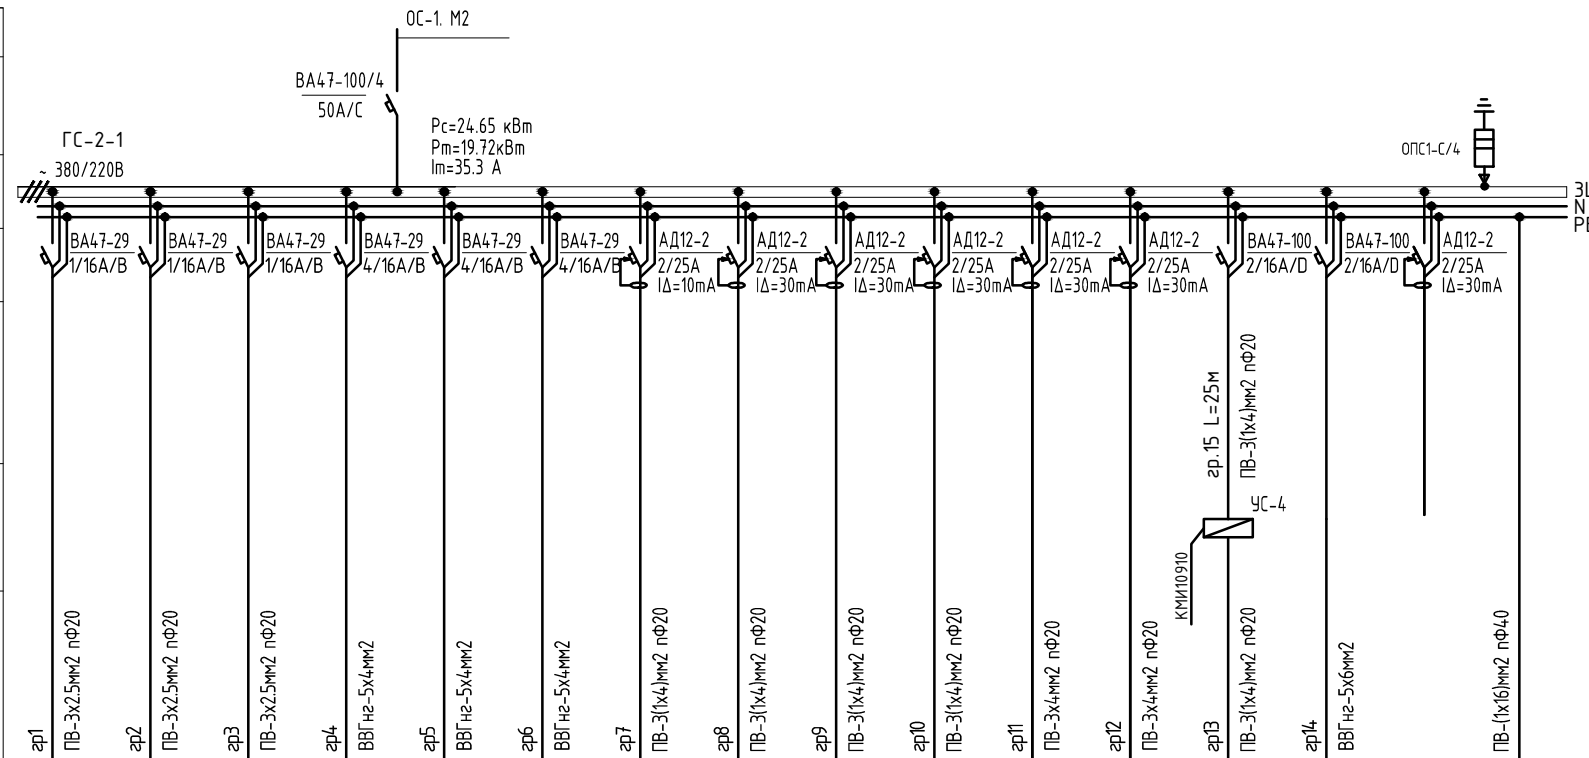 ОС-1. М2
ВА47-100/4
50А/С
Рс=24.65 кВт
Рт=19.72кВт
Iт=35.3 А
ГС-2-1
~ 380/220В
ОПС1-С/4
N
ВА47-29
1/16А/В
ВА47-29
1/16А/В
ВА47-29
1/16А/В
ВА47-29
4/16А/В
ВА47-29
4/16А/В
ВА47-29
4/16А/В
АД12-2
2/25А
IΔ=10mA
АД12-2
2/25А
IΔ=30mA
АД12-2
2/25А
IΔ=30mA
АД12-2
2/25А
IΔ=30mA
АД12-2
2/25А
IΔ=30mA
АД12-2
2/25А
IΔ=30mA
ВА47-100
2/16А/D
ВА47-100
2/16А/D
АД12-2
2/25А
IΔ=30mA
гр.15 L=25м
ПВ-3(1х4)мм2 пФ20
УС-4
КМИ10910
гр1
ПВ-3х2.5мм2 пФ20
гр2
ПВ-3х2.5мм2 пФ20
гр3
ПВ-3х2.5мм2 пФ20
гр4
ВВГнг-5х4мм2
гр5
ВВГнг-5х4мм2
гр6
ВВГнг-5х4мм2
гр7
ПВ-3(1х4)мм2 пФ20
гр8
ПВ-3(1х4)мм2 пФ20
гр9
ПВ-3(1х4)мм2 пФ20
гр10
ПВ-3(1х4)мм2 пФ20
гр11
ПВ-3х4мм2 пФ20
гр12
ПВ-3х4мм2 пФ20
гр13
ПВ-3(1х4)мм2 пФ20
гр14
ВВГнг-5х6мм2
ПВ-(1х16)мм2 пФ40